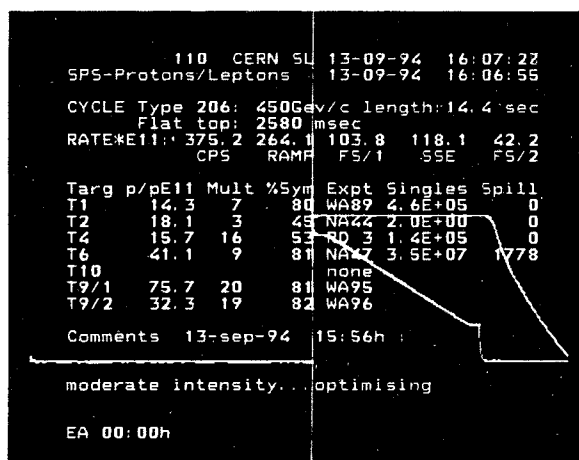 110 CERN SL 13-09-94 16:07:22
SPS-Protons/Leptons 13-09-94 16:06:55
CYCLE Type 206: 450Gev/c length:14.4 sec
Flat top: 2580 msec
RATE*E11: 375.2 264.1 103.8 118.1 42.2
CPS RAMP FS/1 SSE FS/2
Targ p/pE11 Mult %Sym Expt Singles Spill
T1 14.3 7 80 WA89 4.6E+05 0
T2 18.1 3 45 NA44 2.0E+00 0
T4 15.7 16 53 RD 3 1.4E+05 0
T6 41.1 9 81 NA47 3.5E+07 1778
T10 none
T9/1 75.7 20 81 WA95
T9/2 32.3 19 82 WA96
Comments 13-sep-94 15:56h
moderate intensity...optimising
EA 00:00h